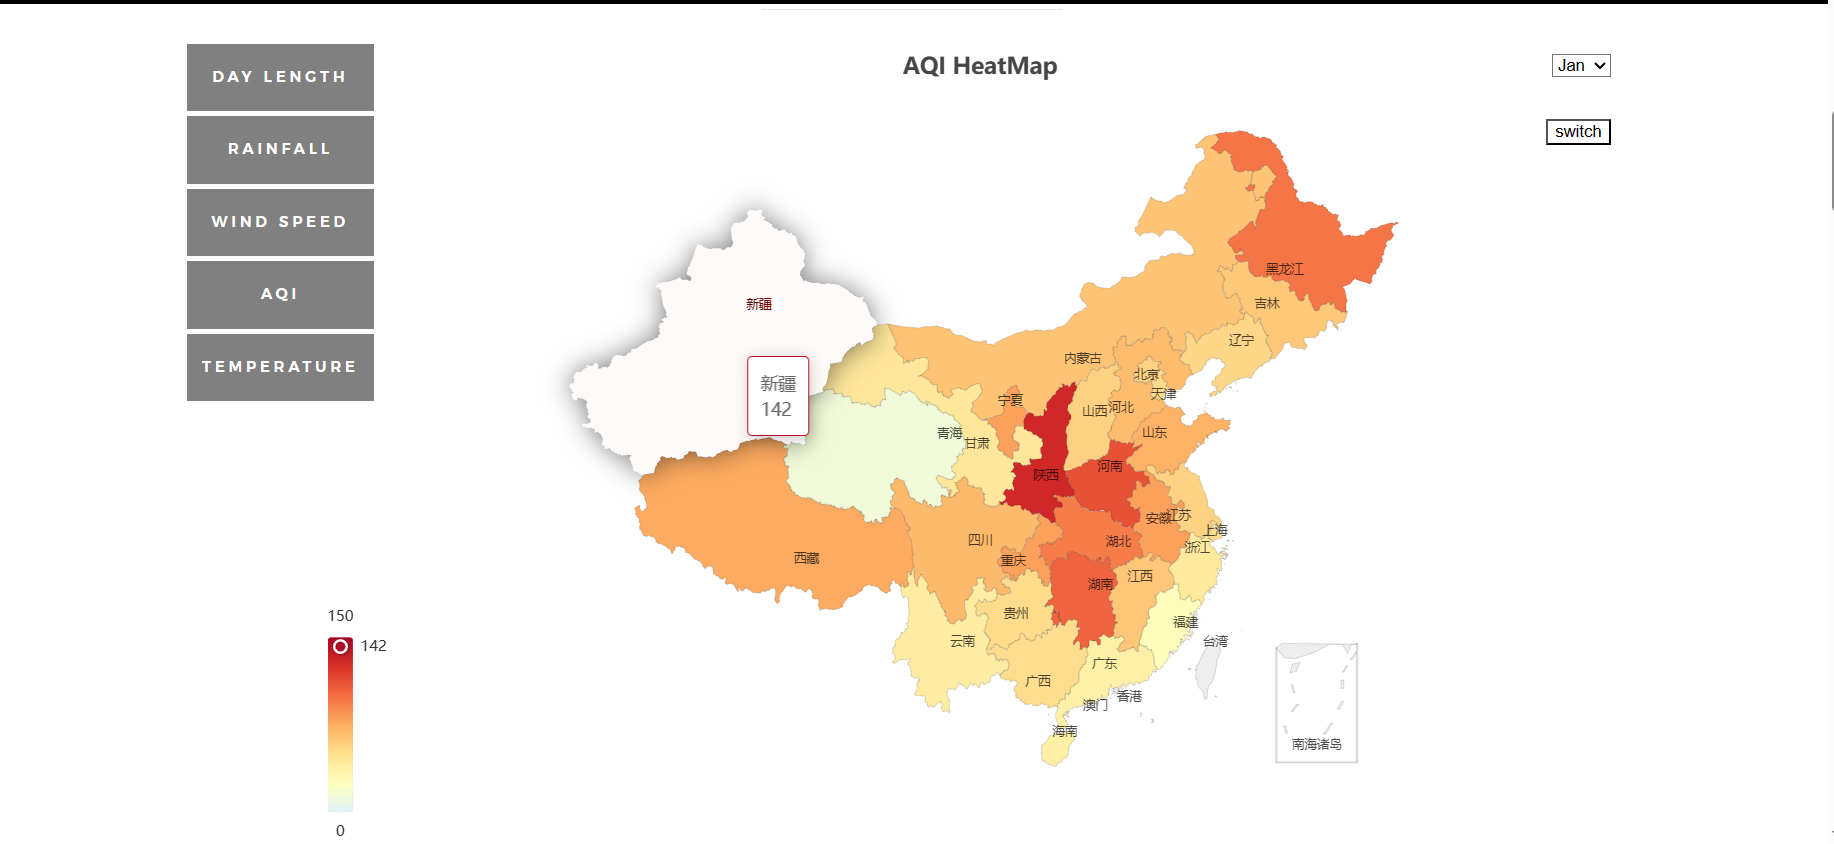 DAY LENGTH
RAINFALL
WIND SPEED
AQI
TEMPERATURE
AQI HeatMap
Jan
switch
黑龙江
吉林
辽宁
新疆
内蒙古
北京
天津
新疆
142
宁夏
山西
河北
山东
青海
甘肃
陕西
河南
安徽
江苏
上海
四川
湖北
浙江
西藏
重庆
江西
湖南
贵州
福建
云南
台湾
广东
广西
香港
澳门
海南
南海诸岛
150
142
0